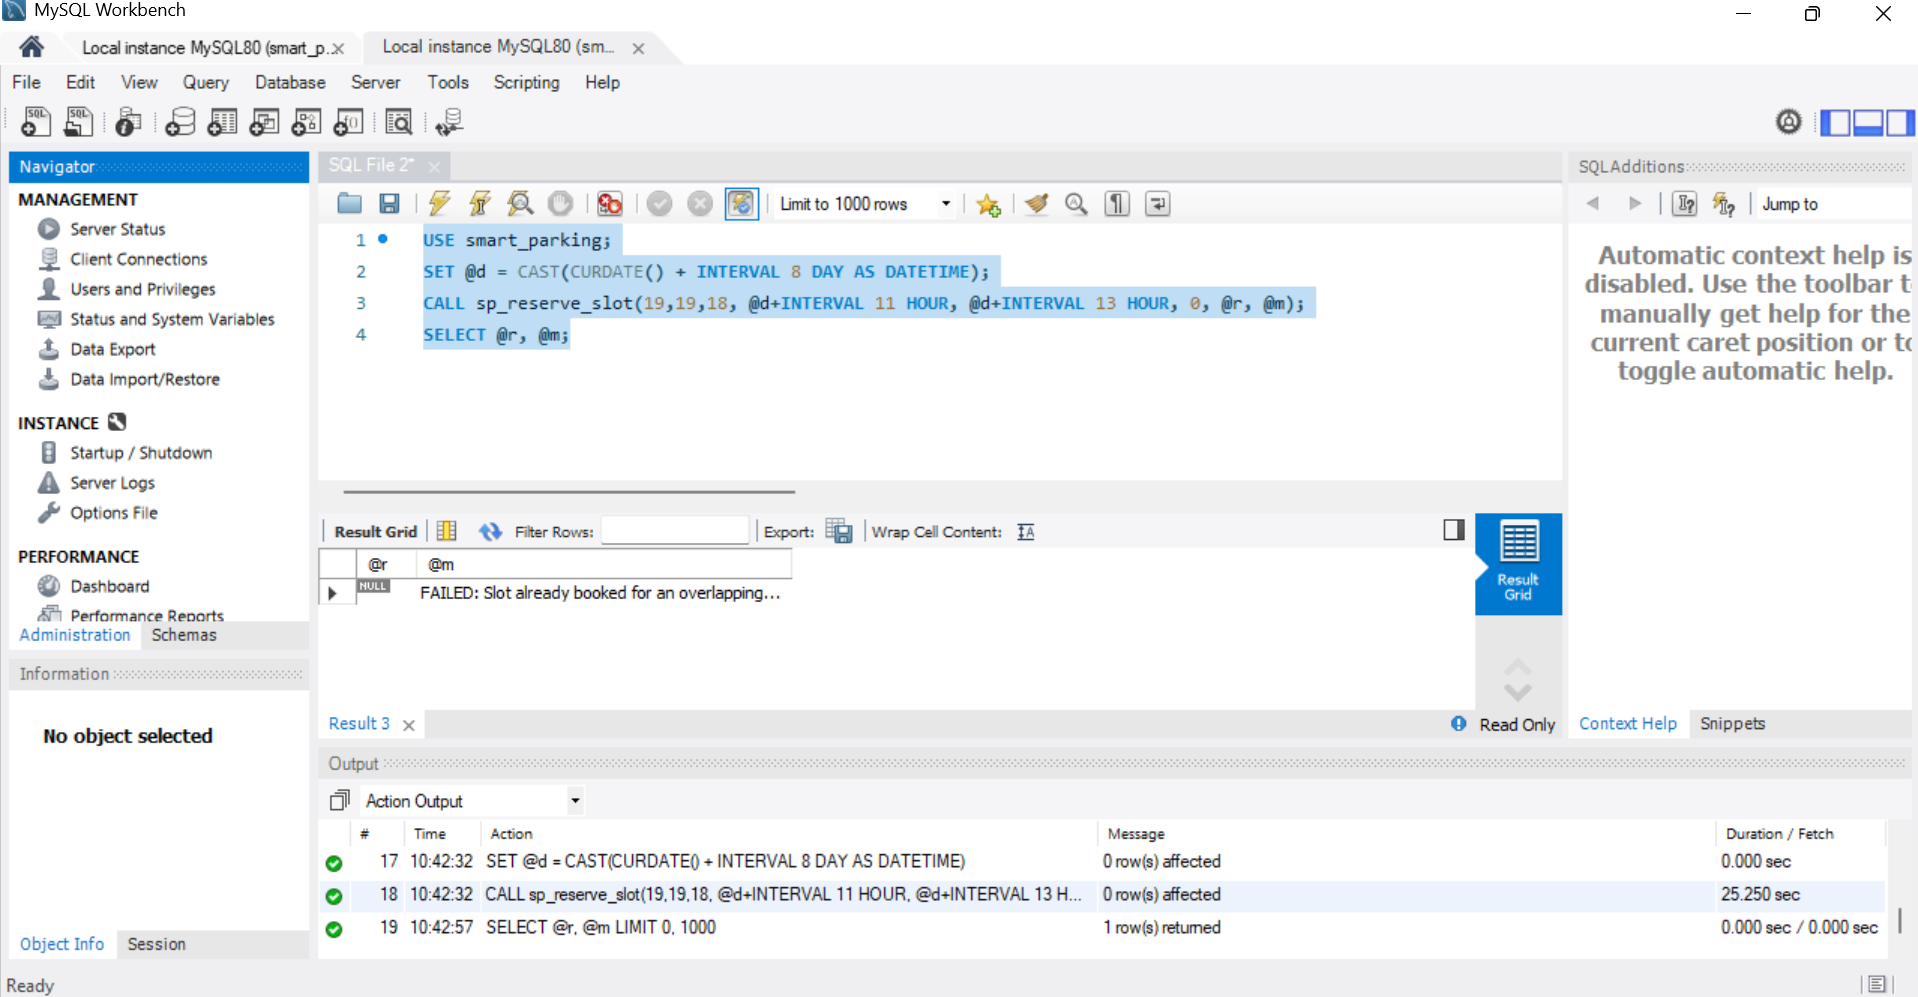 MySQL Workbench
Local instance MySQL80 (smart_p.
Local instance MySQL80 (sm...
File Edit View Query Database Server Tools Scripting Help
Navigator
MANAGEMENT
Server Status
Client Connections
Users and Privileges
Status and System Variables
Data Export
Data Import/Restore
INSTANCE
Startup / Shutdown
Server Logs
Options File
PERFORMANCE
Dashboard
Performance Reports
Administration Schemas
Information
No object selected
Object Info Session
SQL File 2*
Limit to 1000 rows
1 USE smart_parking;
2 SET @d = CAST(CURDATE() + INTERVAL 8 DAY AS DATETIME);
3 CALL sp_reserve_slot(19,19,18, @d+INTERVAL 11 HOUR, @d+INTERVAL 13 HOUR, 0, @r, @m);
4 SELECT @r, @m;
Result Grid Filter Rows: Export: Wrap Cell Content:
@r @m
NULL FAILED: Slot already booked for an overlapping...
Result
Grid
Result 3 Read Only
SQLAdditions
Jump to
Automatic context help is
disabled. Use the toolbar t
manually get help for the
current caret position or to
toggle automatic help.
Context Help Snippets
Output
Action Output
# Time Action Message Duration / Fetch
17 10:42:32 SET @d = CAST(CURDATE() + INTERVAL 8 DAY AS DATETIME) 0 row(s) affected 0.000 sec
18 10:42:32 CALL sp_reserve_slot(19,19,18, @d+INTERVAL 11 HOUR, @d+INTERVAL 13 H... 0 row(s) affected 25.250 sec
19 10:42:57 SELECT @r, @m LIMIT 0, 1000 1 row(s) returned 0.000 sec / 0.000 sec
Ready